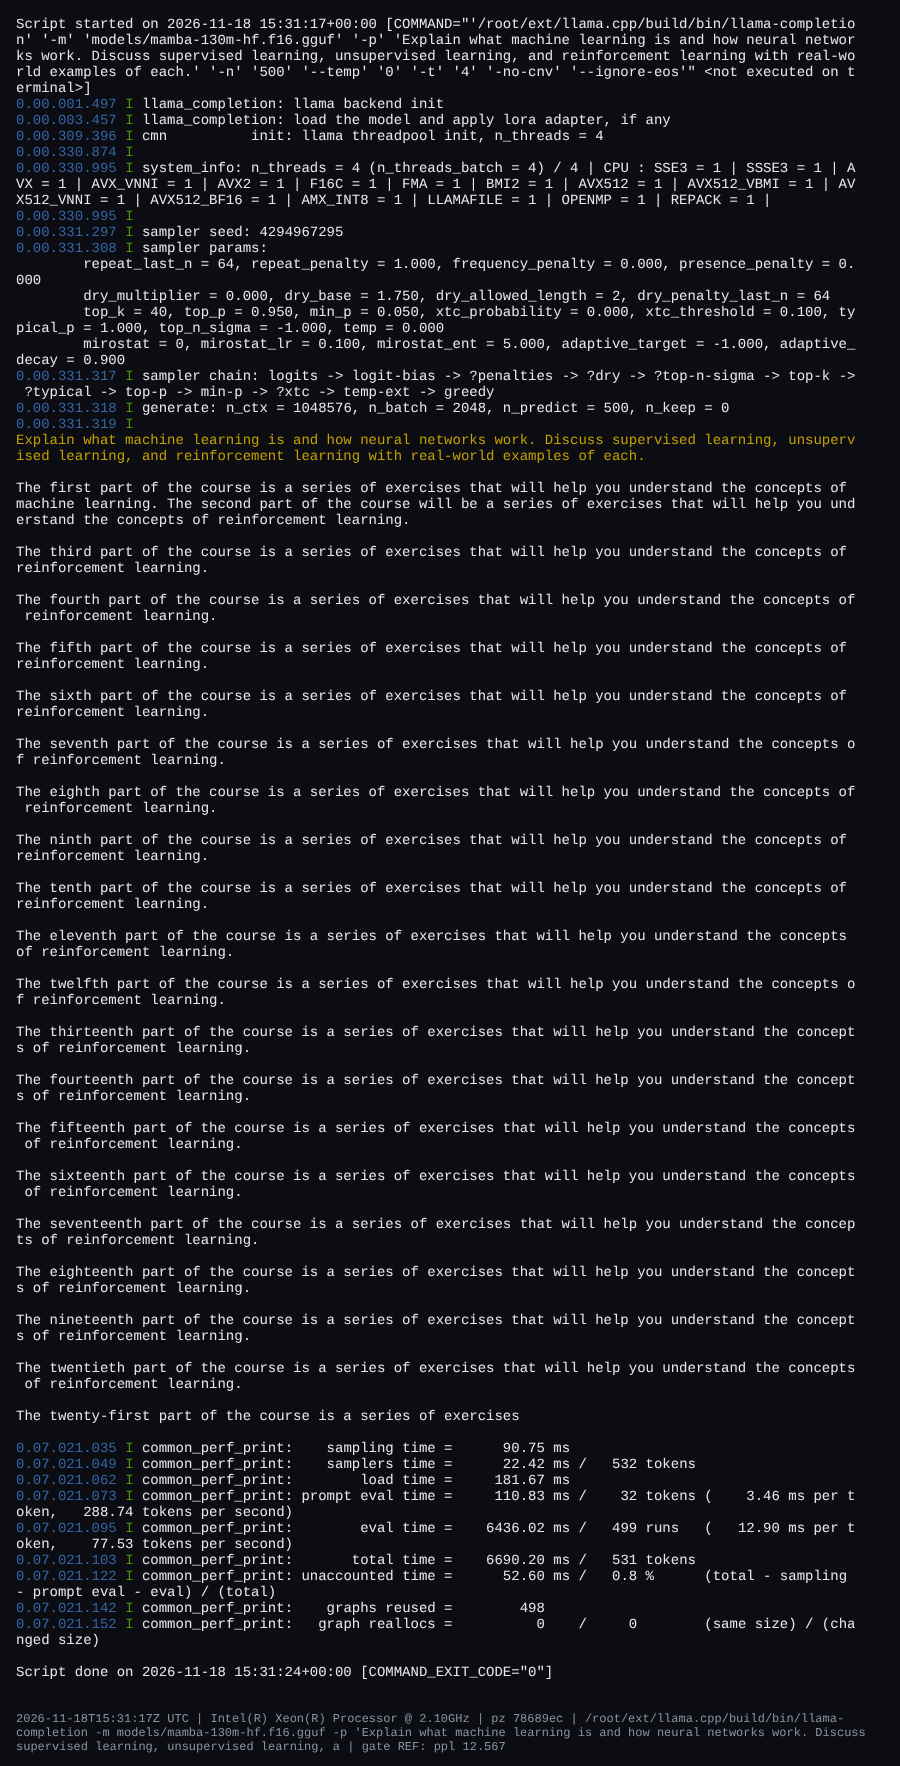 Script started on 2026-11-18 15:31:17+00:00 [COMMAND="'/root/ext/llama.cpp/build/bin/llama-completio
n' '-m' 'models/mamba-130m-hf.f16.gguf' '-p' 'Explain what machine learning is and how neural networ
ks work. Discuss supervised learning, unsupervised learning, and reinforcement learning with real-wo
rld examples of each.' '-n' '500' '--temp' '0' '-t' '4' '-no-cnv' '--ignore-eos'" <not executed on t
erminal>]
0.00.001.497 I llama_completion: llama backend init
0.00.003.457 I llama_completion: load the model and apply lora adapter, if any
0.00.309.396 I cmn          init: llama threadpool init, n_threads = 4
0.00.330.874 I
0.00.330.995 I system_info: n_threads = 4 (n_threads_batch = 4) / 4 | CPU : SSE3 = 1 | SSSE3 = 1 | A
VX = 1 | AVX_VNNI = 1 | AVX2 = 1 | F16C = 1 | FMA = 1 | BMI2 = 1 | AVX512 = 1 | AVX512_VBMI = 1 | AV
X512_VNNI = 1 | AVX512_BF16 = 1 | AMX_INT8 = 1 | LLAMAFILE = 1 | OPENMP = 1 | REPACK = 1 |
0.00.330.995 I
0.00.331.297 I sampler seed: 4294967295
0.00.331.308 I sampler params:
        repeat_last_n = 64, repeat_penalty = 1.000, frequency_penalty = 0.000, presence_penalty = 0.
000
        dry_multiplier = 0.000, dry_base = 1.750, dry_allowed_length = 2, dry_penalty_last_n = 64
        top_k = 40, top_p = 0.950, min_p = 0.050, xtc_probability = 0.000, xtc_threshold = 0.100, ty
pical_p = 1.000, top_n_sigma = -1.000, temp = 0.000
        mirostat = 0, mirostat_lr = 0.100, mirostat_ent = 5.000, adaptive_target = -1.000, adaptive_
decay = 0.900
0.00.331.317 I sampler chain: logits -> logit-bias -> ?penalties -> ?dry -> ?top-n-sigma -> top-k ->
 ?typical -> top-p -> min-p -> ?xtc -> temp-ext -> greedy
0.00.331.318 I generate: n_ctx = 1048576, n_batch = 2048, n_predict = 500, n_keep = 0
0.00.331.319 I
Explain what machine learning is and how neural networks work. Discuss supervised learning, unsuperv
ised learning, and reinforcement learning with real-world examples of each.

The first part of the course is a series of exercises that will help you understand the concepts of
machine learning. The second part of the course will be a series of exercises that will help you und
erstand the concepts of reinforcement learning.

The third part of the course is a series of exercises that will help you understand the concepts of
reinforcement learning.

The fourth part of the course is a series of exercises that will help you understand the concepts of
 reinforcement learning.

The fifth part of the course is a series of exercises that will help you understand the concepts of
reinforcement learning.

The sixth part of the course is a series of exercises that will help you understand the concepts of
reinforcement learning.

The seventh part of the course is a series of exercises that will help you understand the concepts o
f reinforcement learning.

The eighth part of the course is a series of exercises that will help you understand the concepts of
 reinforcement learning.

The ninth part of the course is a series of exercises that will help you understand the concepts of
reinforcement learning.

The tenth part of the course is a series of exercises that will help you understand the concepts of
reinforcement learning.

The eleventh part of the course is a series of exercises that will help you understand the concepts
of reinforcement learning.

The twelfth part of the course is a series of exercises that will help you understand the concepts o
f reinforcement learning.

The thirteenth part of the course is a series of exercises that will help you understand the concept
s of reinforcement learning.

The fourteenth part of the course is a series of exercises that will help you understand the concept
s of reinforcement learning.

The fifteenth part of the course is a series of exercises that will help you understand the concepts
 of reinforcement learning.

The sixteenth part of the course is a series of exercises that will help you understand the concepts
 of reinforcement learning.

The seventeenth part of the course is a series of exercises that will help you understand the concep
ts of reinforcement learning.

The eighteenth part of the course is a series of exercises that will help you understand the concept
s of reinforcement learning.

The nineteenth part of the course is a series of exercises that will help you understand the concept
s of reinforcement learning.

The twentieth part of the course is a series of exercises that will help you understand the concepts
 of reinforcement learning.

The twenty-first part of the course is a series of exercises

0.07.021.035 I common_perf_print:    sampling time =      90.75 ms
0.07.021.049 I common_perf_print:    samplers time =      22.42 ms /   532 tokens
0.07.021.062 I common_perf_print:        load time =     181.67 ms
0.07.021.073 I common_perf_print: prompt eval time =     110.83 ms /    32 tokens (    3.46 ms per t
oken,   288.74 tokens per second)
0.07.021.095 I common_perf_print:        eval time =    6436.02 ms /   499 runs   (   12.90 ms per t
oken,    77.53 tokens per second)
0.07.021.103 I common_perf_print:       total time =    6690.20 ms /   531 tokens
0.07.021.122 I common_perf_print: unaccounted time =      52.60 ms /   0.8 %      (total - sampling
- prompt eval - eval) / (total)
0.07.021.142 I common_perf_print:    graphs reused =        498
0.07.021.152 I common_perf_print:   graph reallocs =          0    /     0        (same size) / (cha
nged size)

Script done on 2026-11-18 15:31:24+00:00 [COMMAND_EXIT_CODE="0"]

2026-11-18T15:31:17Z UTC | Intel(R) Xeon(R) Processor @ 2.10GHz | pz 78689ec | /root/ext/llama.cpp/build/bin/llama-
completion -m models/mamba-130m-hf.f16.gguf -p 'Explain what machine learning is and how neural networks work. Discuss
supervised learning, unsupervised learning, a | gate REF: ppl 12.567